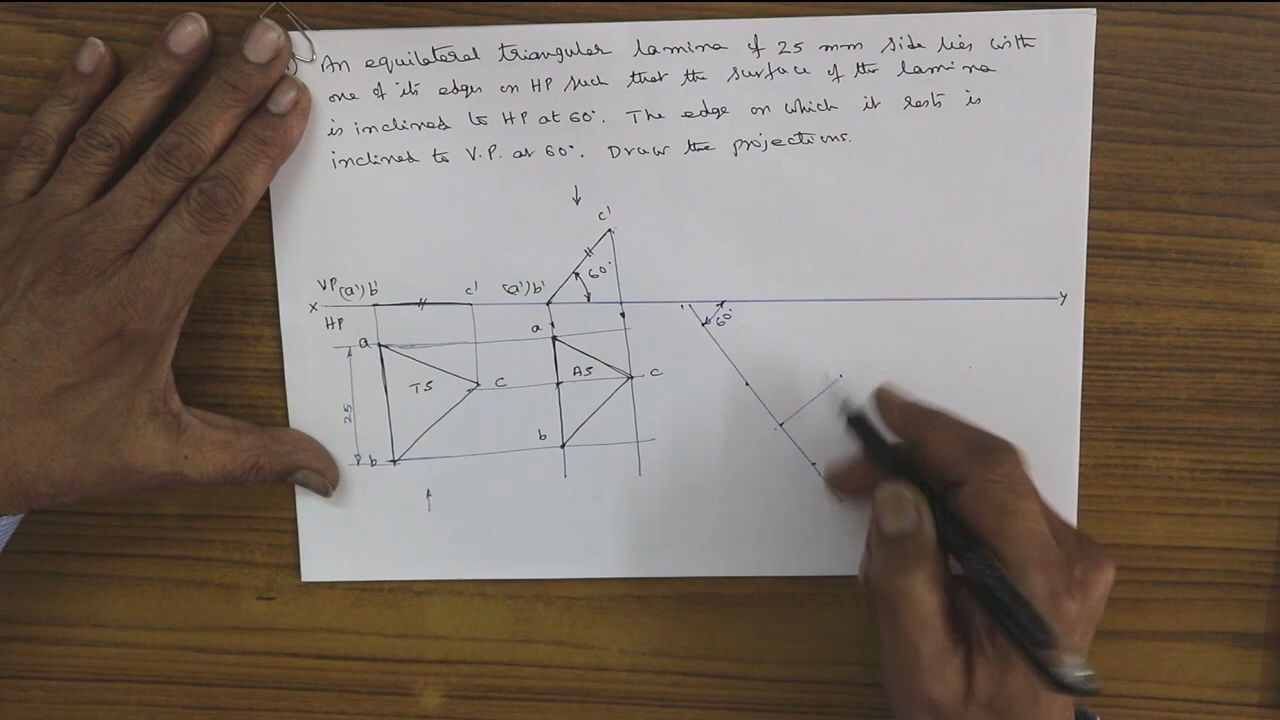 An equilateral triangular lamina of 25 mm side lies with
one of its edges on HP such that the surface of the lamina
is inclined to HP at 60°. The edge on which it rests is
inclined to V.P. at 60°. Draw the projections.
c'
60°
VP (a') b' c' (a') b'
X Y
HP
60°
a a
TS c AS c
25
b b